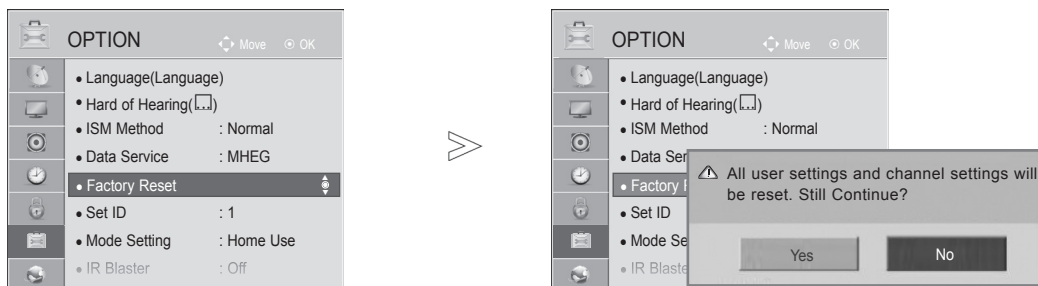 OPTION
Move OK
Language(Language)
Hard of Hearing( )
ISM Method : Normal
Data Service : MHEG
Factory Reset
Set ID : 1
Mode Setting : Home Use
IR Blaster : Off
OPTION
Move OK
Language(Language)
Hard of Hearing( )
ISM Method : Normal
Data Ser
Factory R
Set ID
Mode Se
IR Blaste
All user settings and channel settings will
be reset. Still Continue?
Yes No